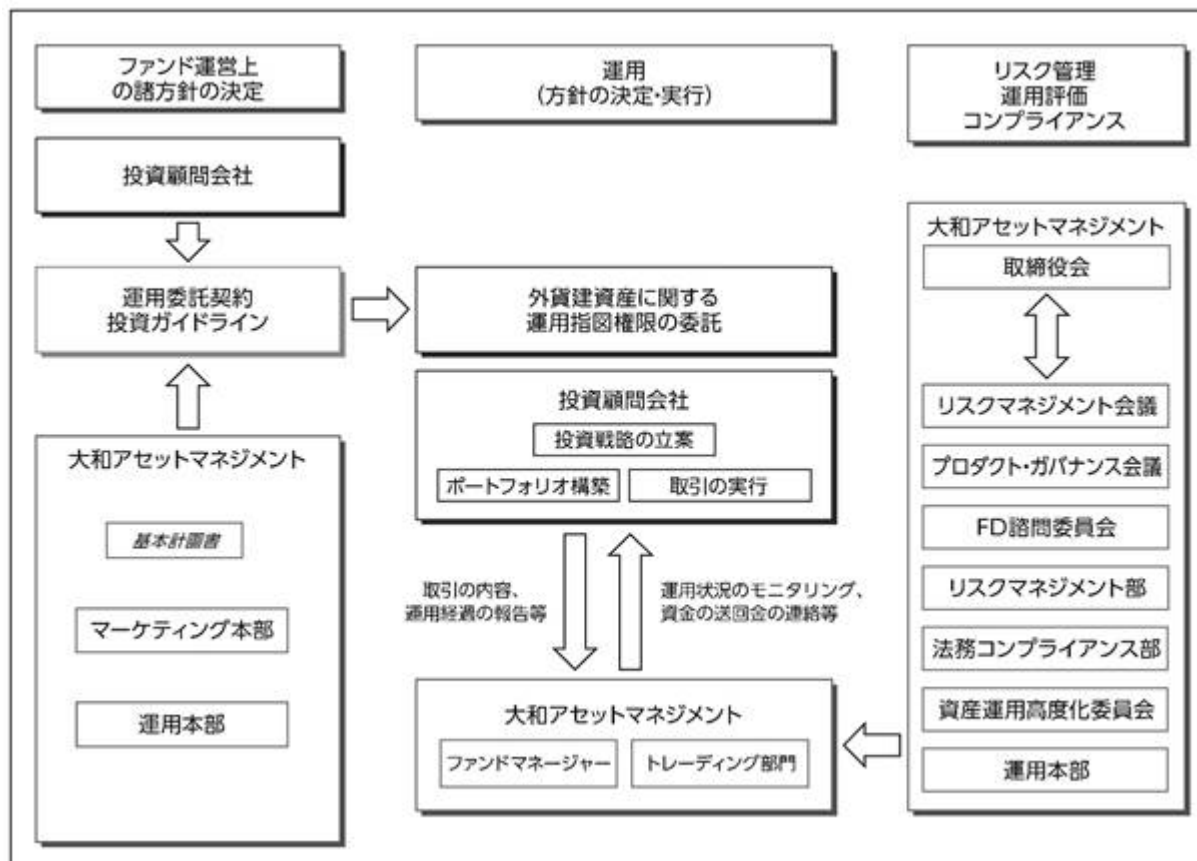 ファンド運営上
の諸方針の決定
投資顧問会社
運用委託契約
投資ガイドライン
大和アセットマネジメント
基本計画書
マーケティング本部
運用本部
運用
（方針の決定・実行）
外貨建資産に関する
運用指図権限の委託
投資顧問会社
投資戦略の立案
ポートフォリオ構築
取引の実行
取引の内容、
運用経過の報告等
運用状況のモニタリング、
資金の送回金の連絡等
大和アセットマネジメント
ファンドマネージャー
トレーディング部門
リスク管理
運用評価
コンプライアンス
大和アセットマネジメント
取締役会
リスクマネジメント会議
プロダクト・ガバナンス会議
FD諮問委員会
リスクマネジメント部
法務コンプライアンス部
資産運用高度化委員会
運用本部